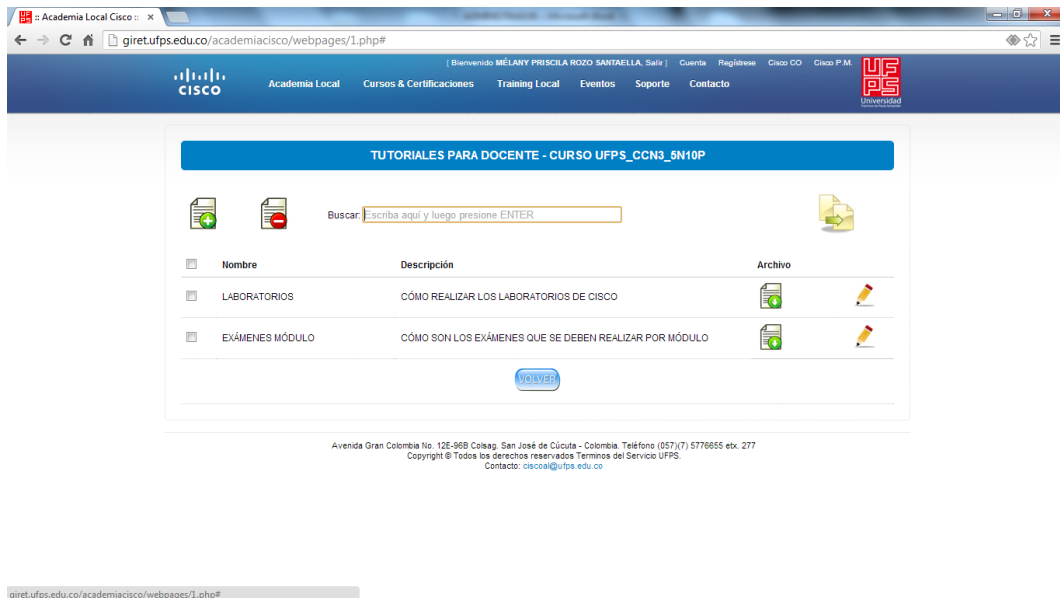 :: Academia Local Cisco ::
giret.ufps.edu.co/academiacisco/webpages/1.php#
[ Bienvenido MÉLANY PRISCILA ROZO SANTAELLA, Salir ] Cuenta Regístrese Cisco CO Cisco P.M.
CISCO
Academia Local Cursos & Certificaciones Training Local Eventos Soporte Contacto
UFPS
Universidad
TUTORIALES PARA DOCENTE - CURSO UFPS_CCN3_5N10P
Buscar: Escriba aquí y luego presione ENTER
Nombre Descripción Archivo
LABORATORIOS CÓMO REALIZAR LOS LABORATORIOS DE CISCO
EXÁMENES MÓDULO CÓMO SON LOS EXÁMENES QUE SE DEBEN REALIZAR POR MÓDULO
VOLVER
Avenida Gran Colombia No. 12E-96B Colsag. San José de Cúcuta - Colombia. Teléfono (057)(7) 5776655 etx. 277
Copyright © Todos los derechos reservados Terminos del Servicio UFPS.
Contacto: ciscoal@ufps.edu.co
giret.ufps.edu.co/academiacisco/webpages/1.php#